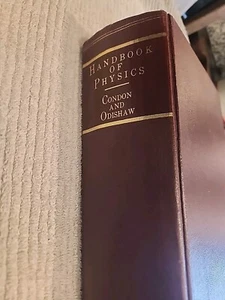 HANDBOOK
OF
PHYSICS
CONDON
AND
ODISHAW